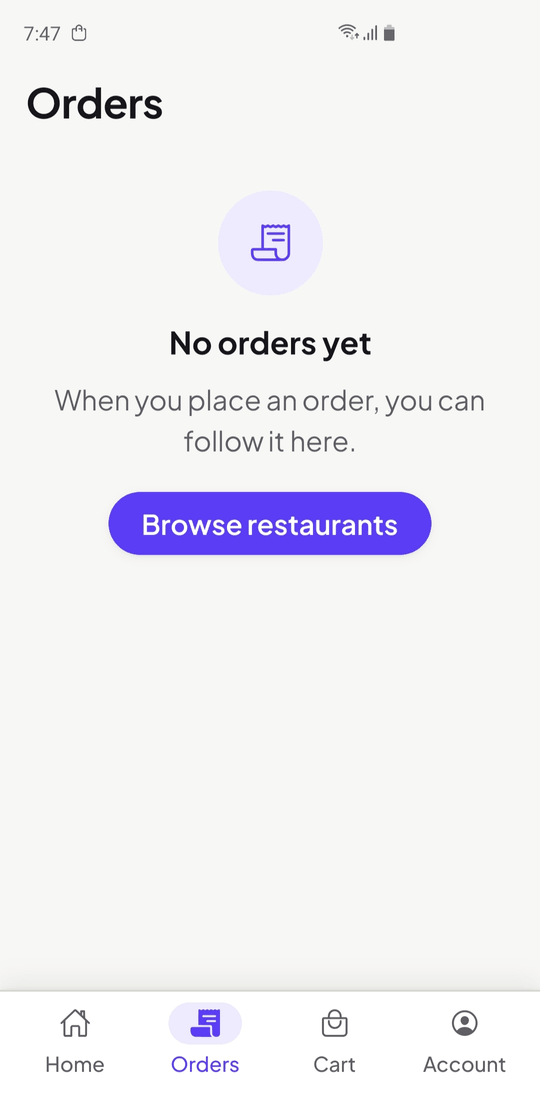 7:47
Orders
No orders yet
When you place an order, you can
follow it here.
Browse restaurants
Home
Orders
Cart
Account